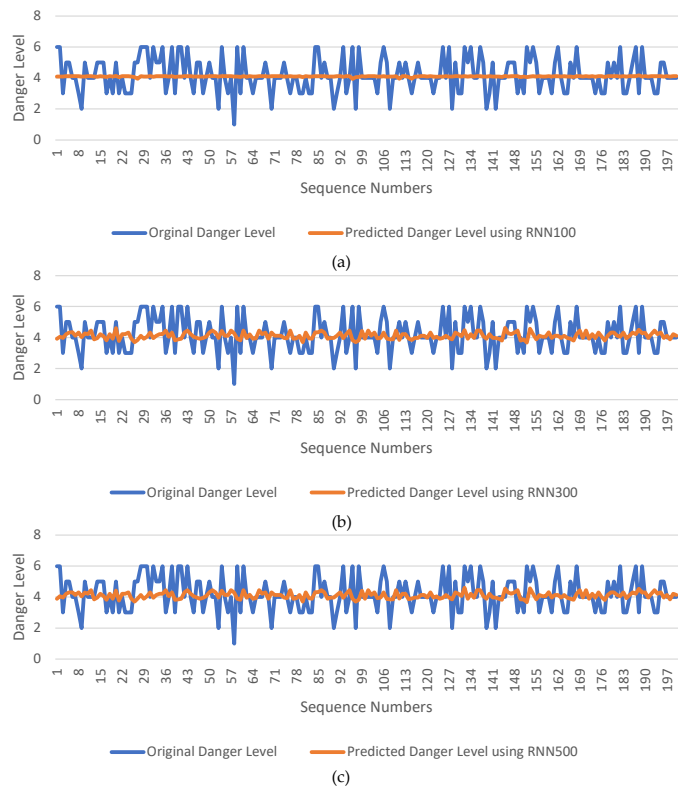 8
6
4
2
0
Danger Level
1 8 15 22 29 36 43 50 57 64 71 78 85 92 99 106 113 120 127 134 141 148 155 162 169 176 183 190 197
Sequence Numbers
Orginal Danger Level Predicted Danger Level using RNN100
(a)
8
6
4
2
0
Danger Level
1 8 15 22 29 36 43 50 57 64 71 78 85 92 99 106 113 120 127 134 141 148 155 162 169 176 183 190 197
Sequence Numbers
Original Danger Level Predicted Danger Level using RNN300
(b)
8
6
4
2
0
Danger Level
1 8 15 22 29 36 43 50 57 64 71 78 85 92 99 106 113 120 127 134 141 148 155 162 169 176 183 190 197
Sequence Numbers
Original Danger Level Predicted Danger Level using RNN500
(c)